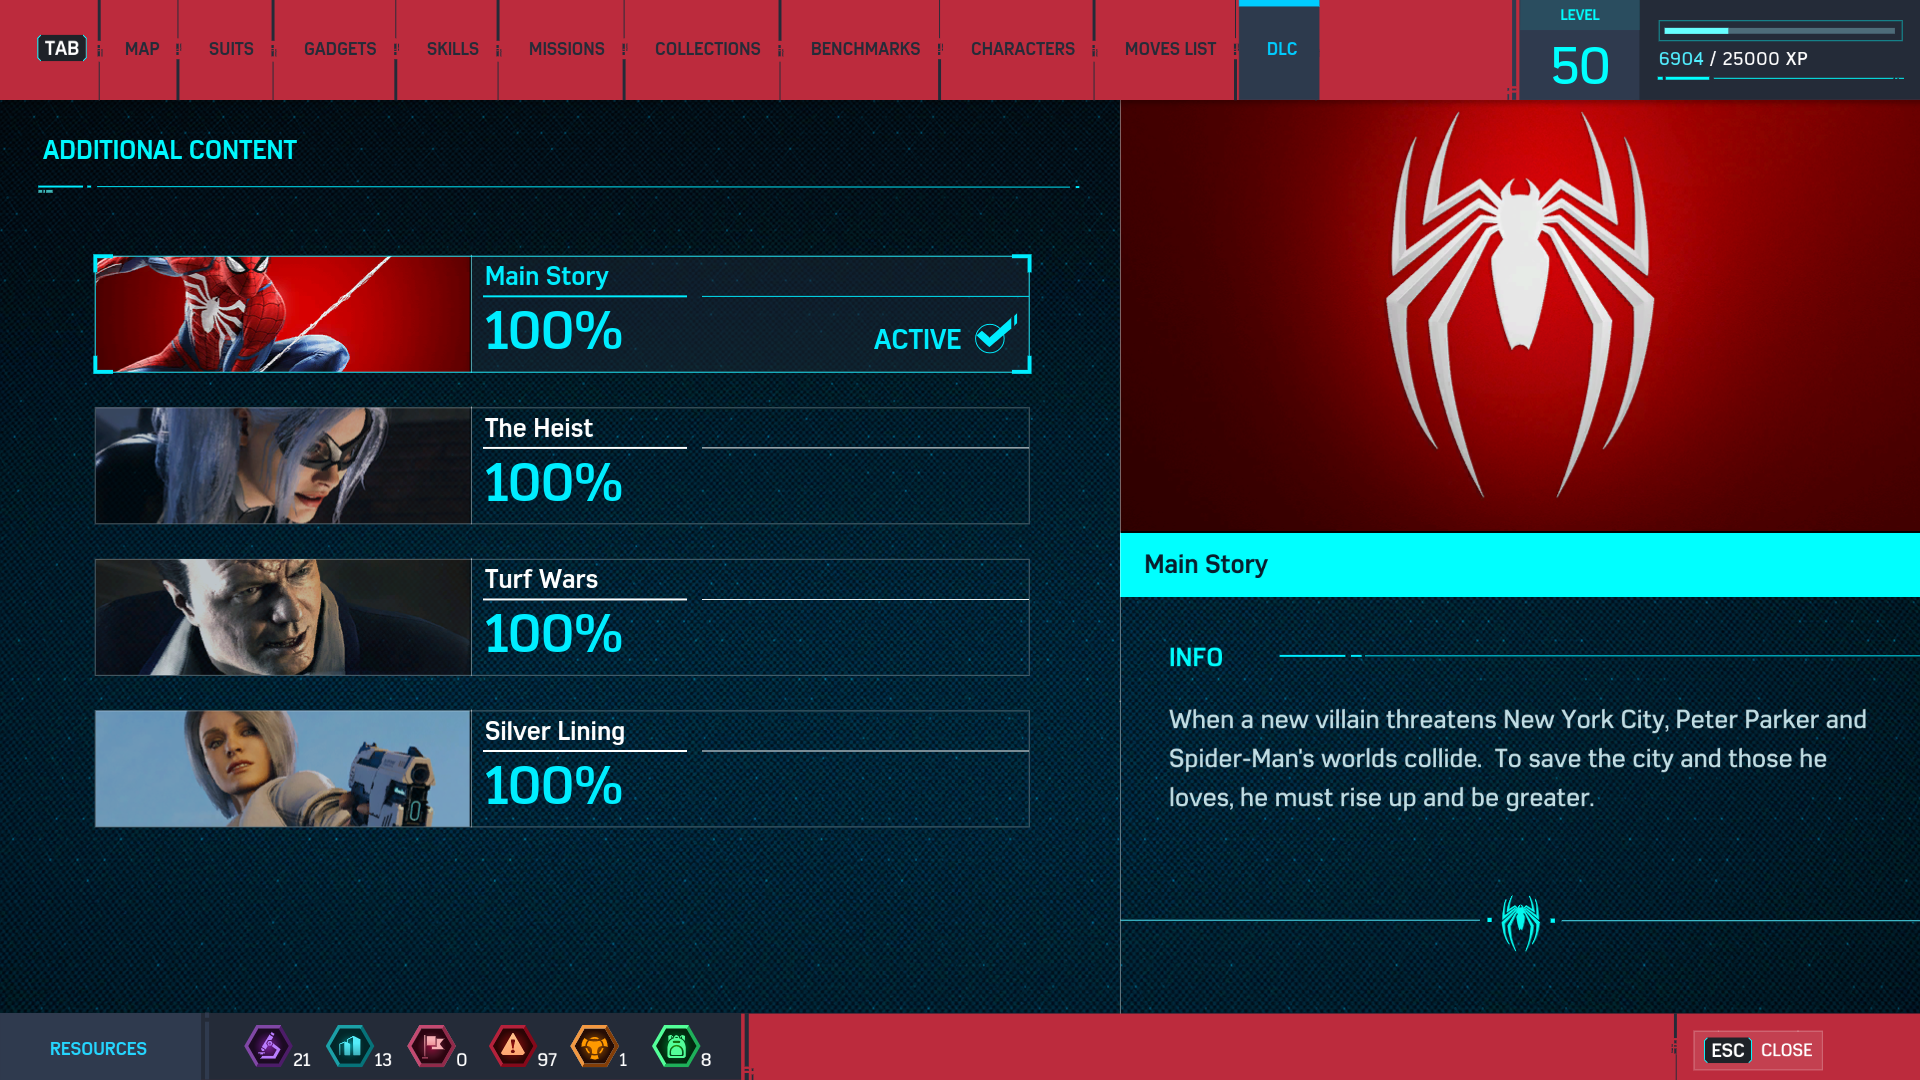 TAB MAP SUITS GADGETS SKILLS MISSIONS COLLECTIONS BENCHMARKS CHARACTERS MOVES LIST DLC
LEVEL
50
6904 / 25000 XP
ADDITIONAL CONTENT
Main Story
100%
ACTIVE
The Heist
100%
Turf Wars
100%
Silver Lining
100%
Main Story
INFO
When a new villain threatens New York City, Peter Parker and
Spider-Man's worlds collide.  To save the city and those he
loves, he must rise up and be greater.
RESOURCES 21 13 0 97 1 8
ESC CLOSE